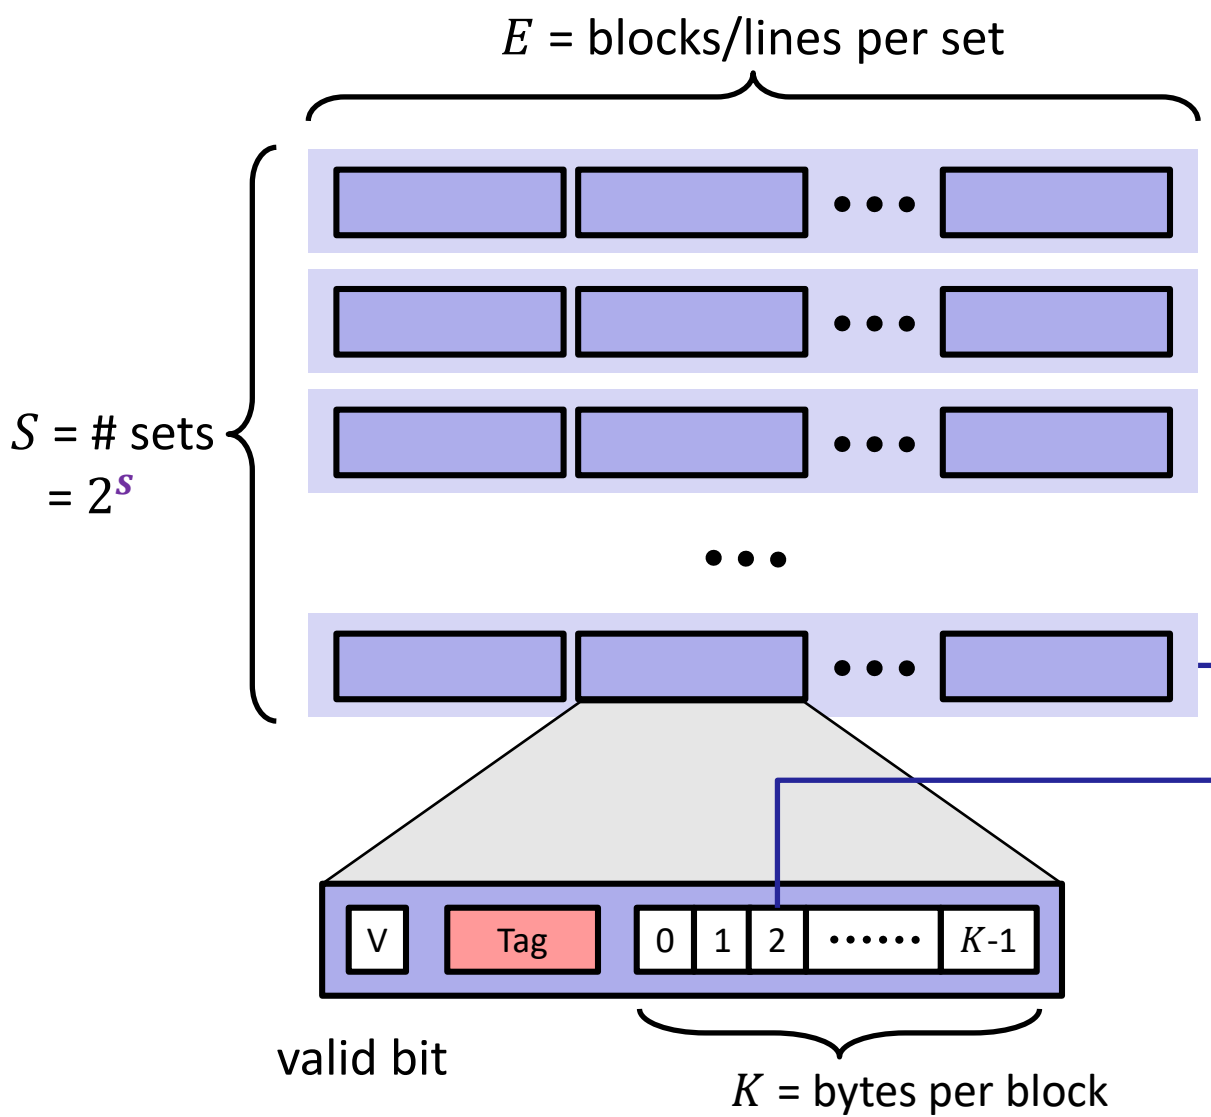 E = blocks/lines per set
S = # sets
= 2^s
V Tag 0 1 2 ······ K-1
valid bit
K = bytes per block